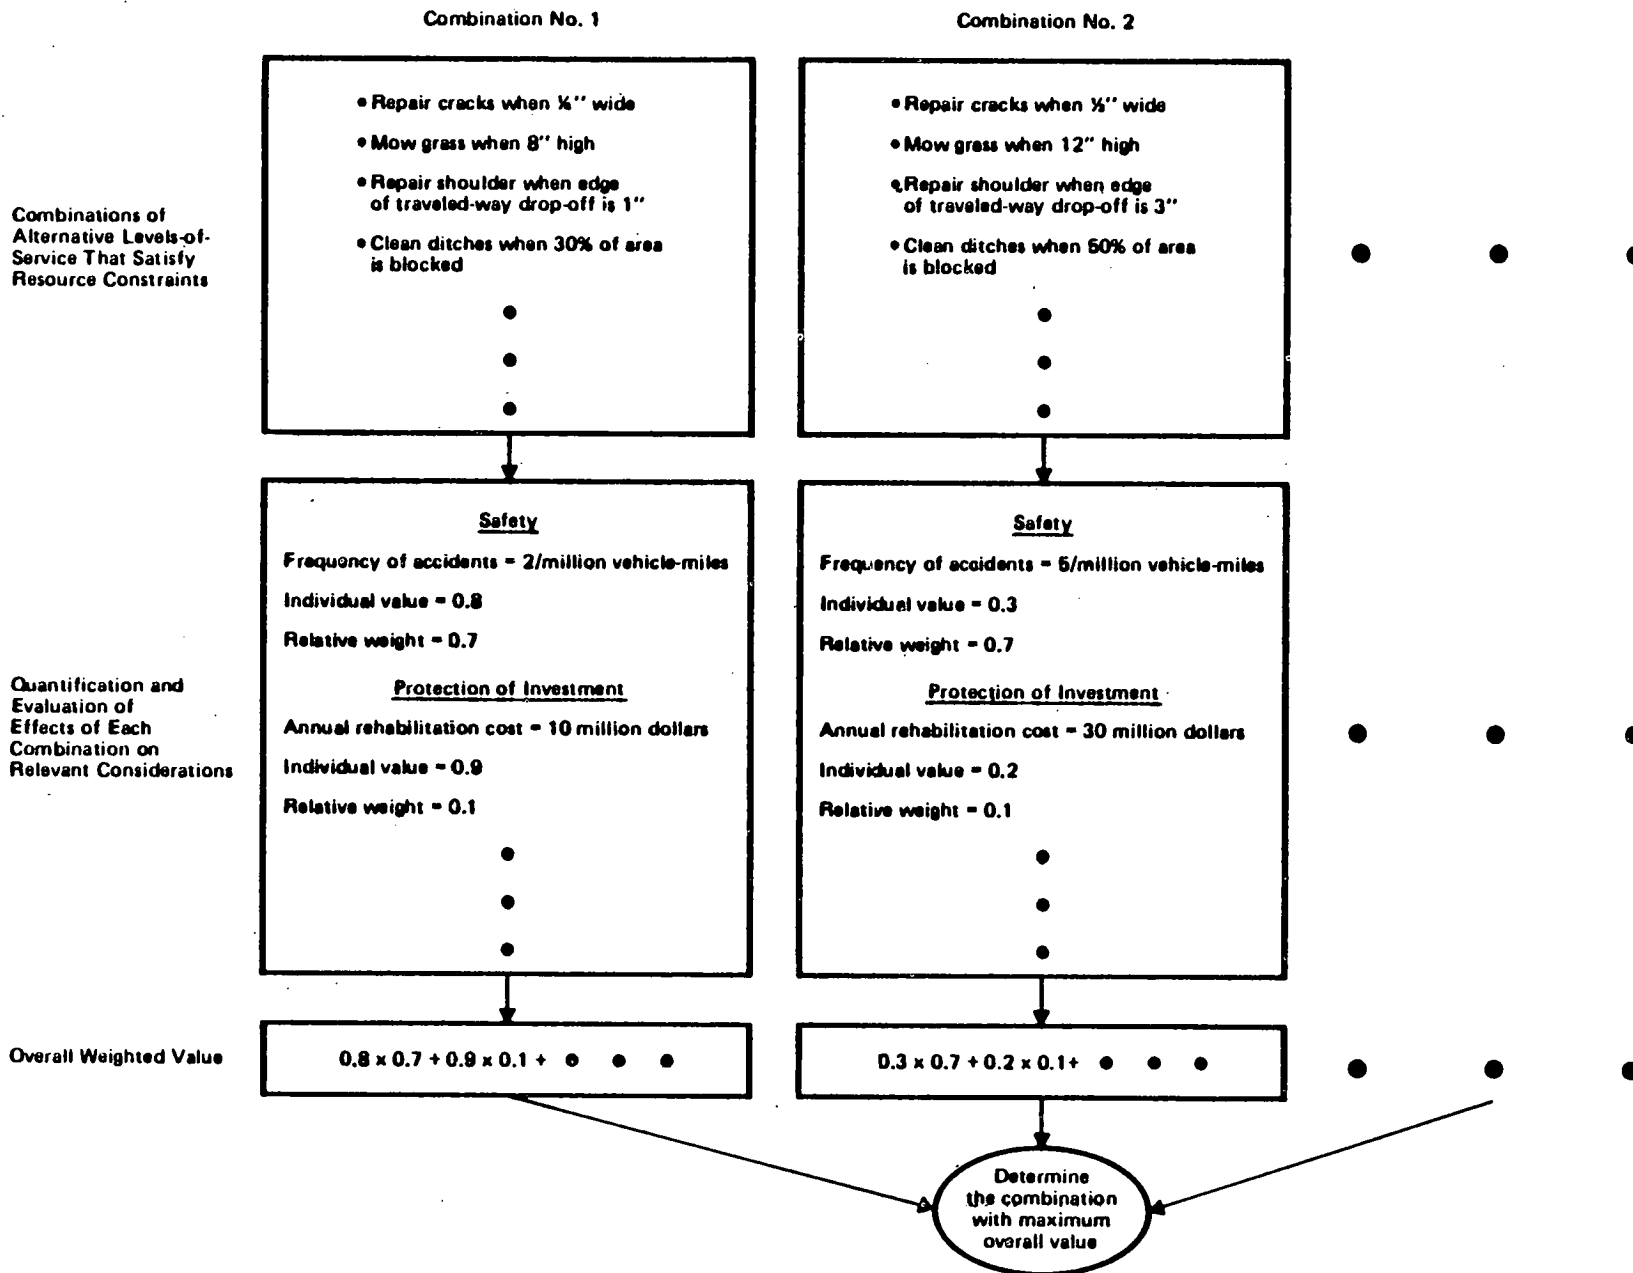 Combination No. 1
Combination No. 2
Combinations of
Alternative Levels-of-
Service That Satisfy
Resource Constraints
• Repair cracks when ¼" wide
• Mow grass when 8" high
• Repair shoulder when edge
of traveled-way drop-off is 1"
• Clean ditches when 30% of area
is blocked
• Repair cracks when ½" wide
• Mow grass when 12" high
• Repair shoulder when edge
of traveled-way drop-off is 3"
• Clean ditches when of area
is blocked
Quantification and
Evaluation of
Effects of Each
Combination on
Relevant Considerations
Safety
Frequency of accidents = 2/million vehicle-miles
Individual value = 0.8
Relative weight = 0.7
Protection of Investment
Annual rehabilitation cost = 10 million dollars
Individual value = 0.9
Relative weight = 0.1
Safety
Frequency of accidents = 5/million vehicle-miles
Individual value = 0.3
Relative weight = 0.7
Protection of Investment
Annual rehabilitation cost = 30 million dollars
Individual value = 0.2
Relative weight = 0.1
Overall Weighted Value
0.8 x 0.7 + 0.9 x 0.1 + • • •
0.3 x 0.7 + 0.2 x 0.1+ • • •
Determine
the combination
with maximum
overall value